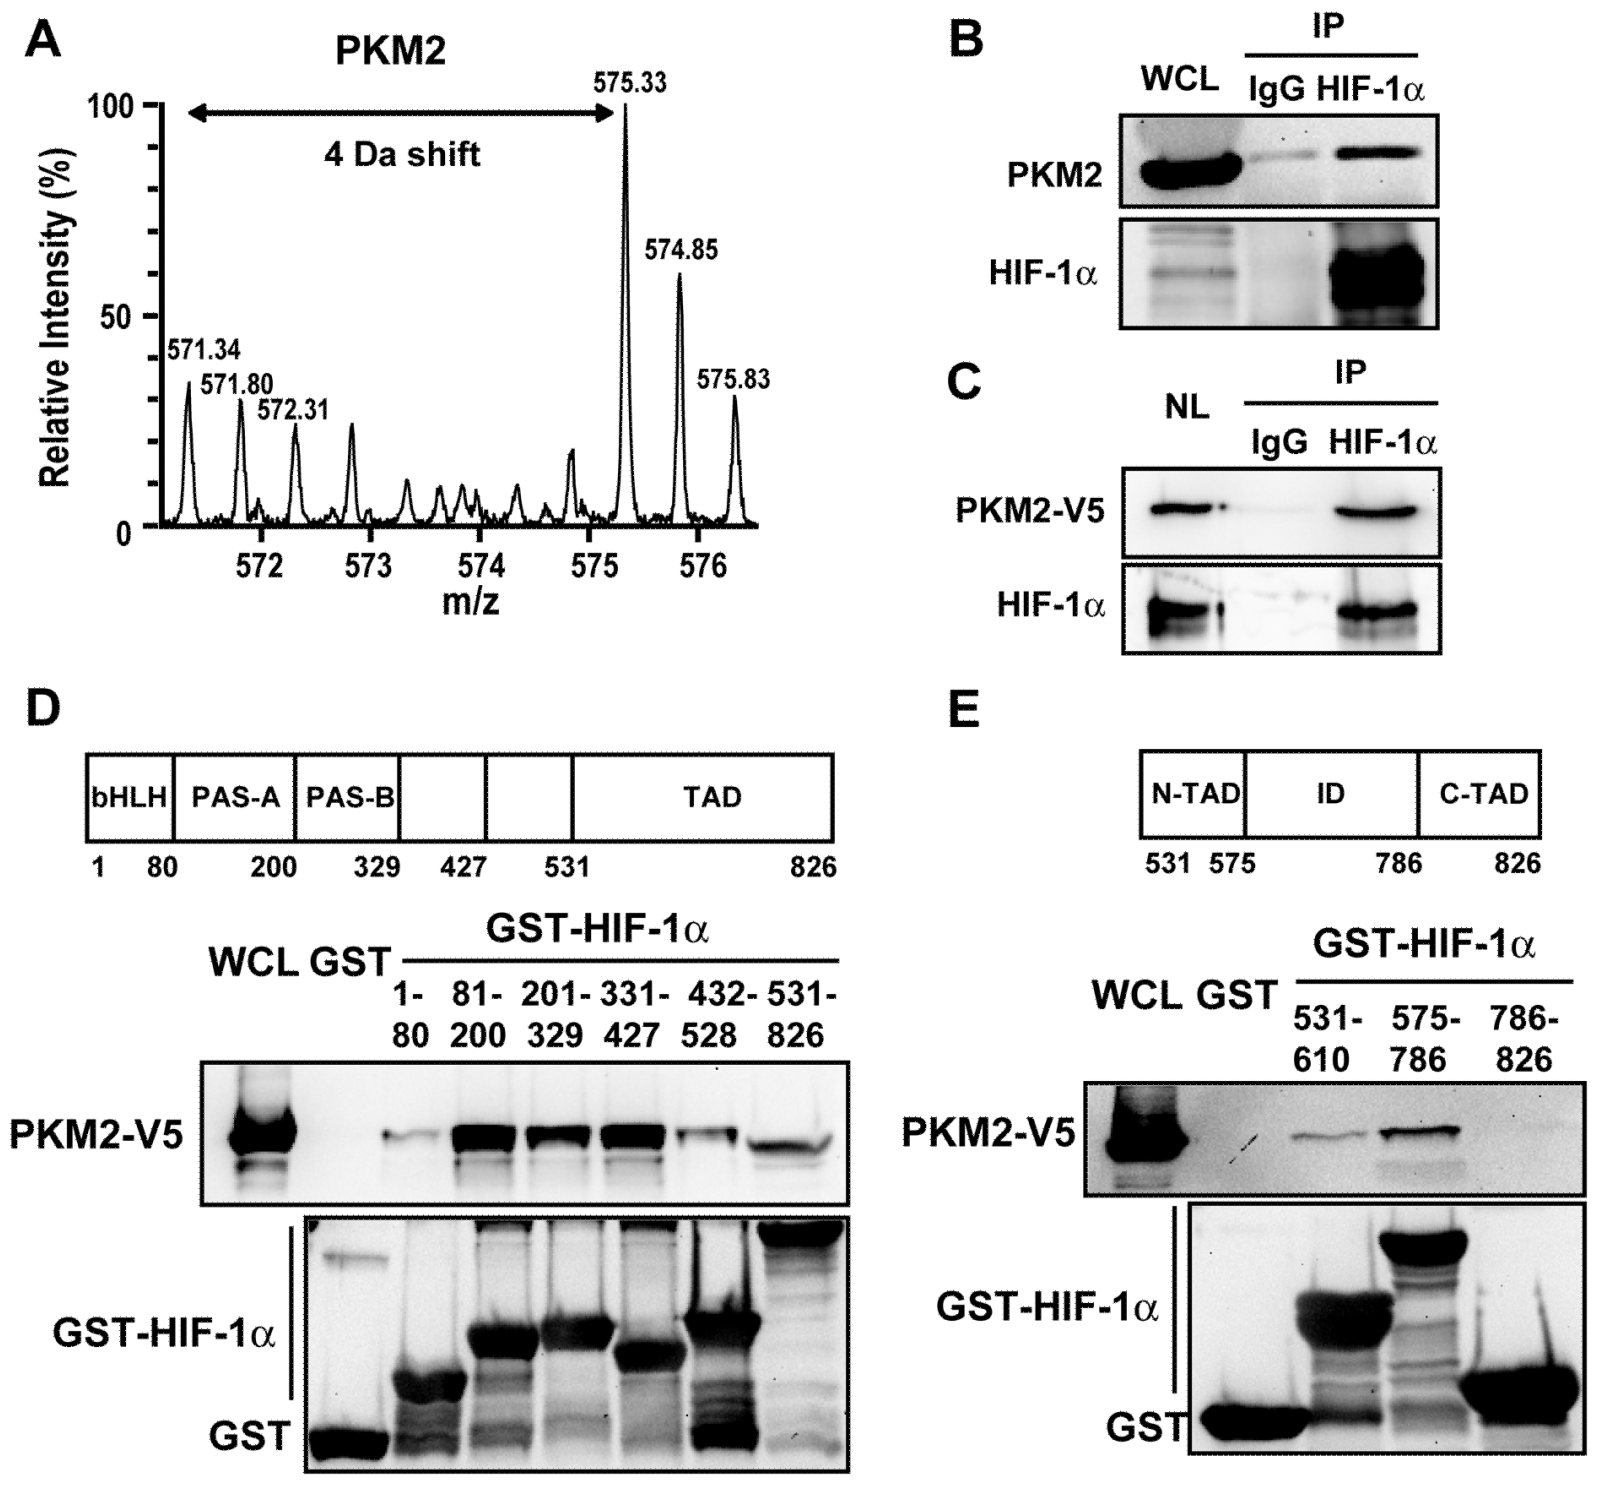 A
PKM2
575.33
100
4 Da shift
574.85
50
571.34
571.80
572.31
575.83
0
572 573 574 575 576
m/z
Relative Intensity (%)
B
IP
WCL
IgG HIF-1α
PKM2
HIF-1α
C
IP
NL
IgG HIF-1α
PKM2-V5
HIF-1α
D
bHLH PAS-A PAS-B TAD
1 80 200 329 427 531 826
GST-HIF-1α
WCL GST
1- 81- 201- 331- 432- 531-
80 200 329 427 528 826
PKM2-V5
GST-HIF-1α
GST
E
N-TAD ID C-TAD
531 575 786 826
GST-HIF-1α
WCL GST
531- 575- 786-
610 786 826
PKM2-V5
GST-HIF-1α
GST